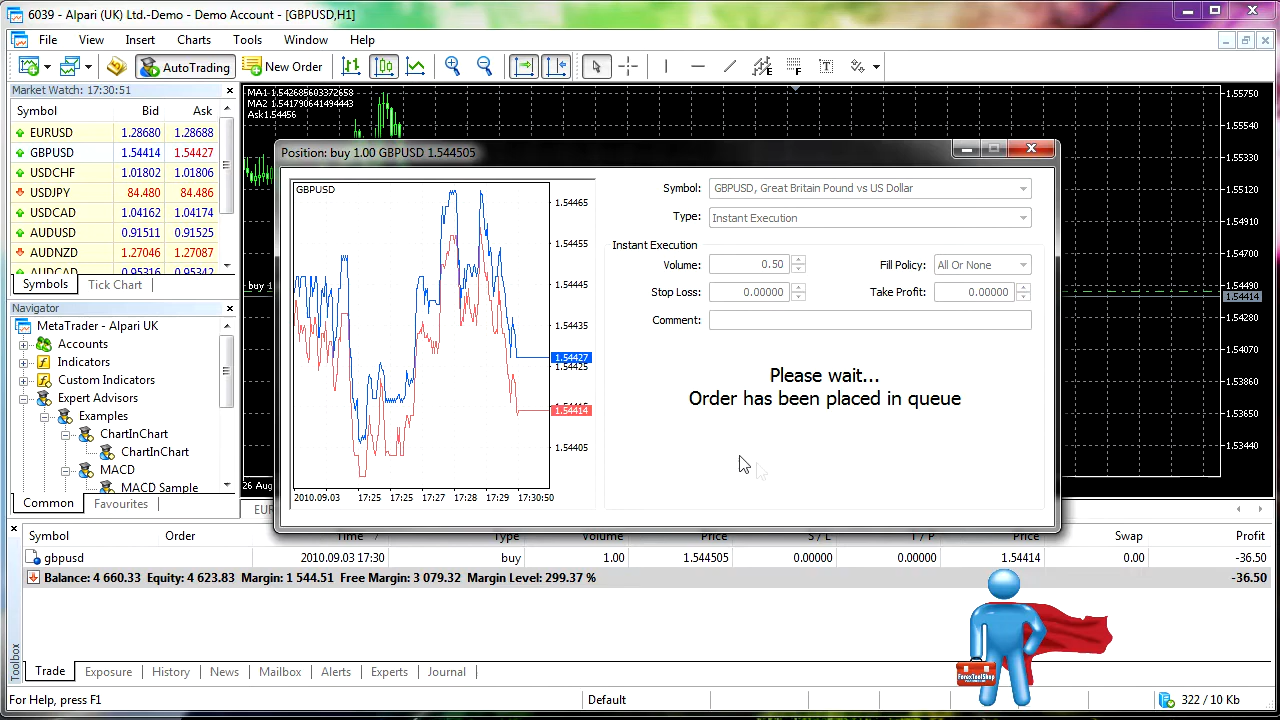 6039 - Alpari (UK) Ltd.-Demo - Demo Account - [GBPUSD,H1]
File View Insert Charts Tools Window Help
AutoTrading New Order
Market Watch: 17:30:51
Symbol Bid Ask
EURUSD 1.28680 1.28688
GBPUSD 1.54414 1.54427
USDCHF 1.01802 1.01806
USDJPY 84.480 84.486
USDCAD 1.04162 1.04174
AUDUSD 0.91511 0.91525
AUDNZD 1.27046 1.27087
AUDCAD 0.95316 0.95342
Symbols Tick Chart
Navigator
MetaTrader - Alpari UK
Accounts
Indicators
Custom Indicators
Expert Advisors
Examples
ChartInChart
ChartInChart
MACD
MACD Sample
Common Favourites
MA1 1.542685603372658
MA2 1.541790641494443
Ask1.54456
buy 1
26 Aug
EUR
1.55750
1.55540
1.55330
1.55120
1.54910
1.54700
1.54490
1.54414
1.54280
1.54070
1.53860
1.53650
1.53440
Position: buy 1.00 GBPUSD 1.544505
GBPUSD
1.54465
1.54455
1.54445
1.54435
1.54427
1.54425
1.54415
1.54414
1.54405
2010.09.03 17:25 17:25 17:27 17:28 17:29 17:30:50
Symbol: GBPUSD, Great Britain Pound vs US Dollar
Type: Instant Execution
Instant Execution
Volume: 0.50 Fill Policy: All Or None
Stop Loss: 0.00000 Take Profit: 0.00000
Comment:
Please wait...
Order has been placed in queue
Symbol Order Time Type Volume Price S / L T / P Price Swap Profit
gbpusd 2010.09.03 17:30 buy 1.00 1.544505 0.00000 0.00000 1.54414 0.00 -36.50
Balance: 4 660.33 Equity: 4 623.83 Margin: 1 544.51 Free Margin: 3 079.32 Margin Level: 299.37 % -36.50
Toolbox
ForexToolShop
Trade Exposure History News Mailbox Alerts Experts Journal
For Help, press F1 Default 322 / 10 Kb